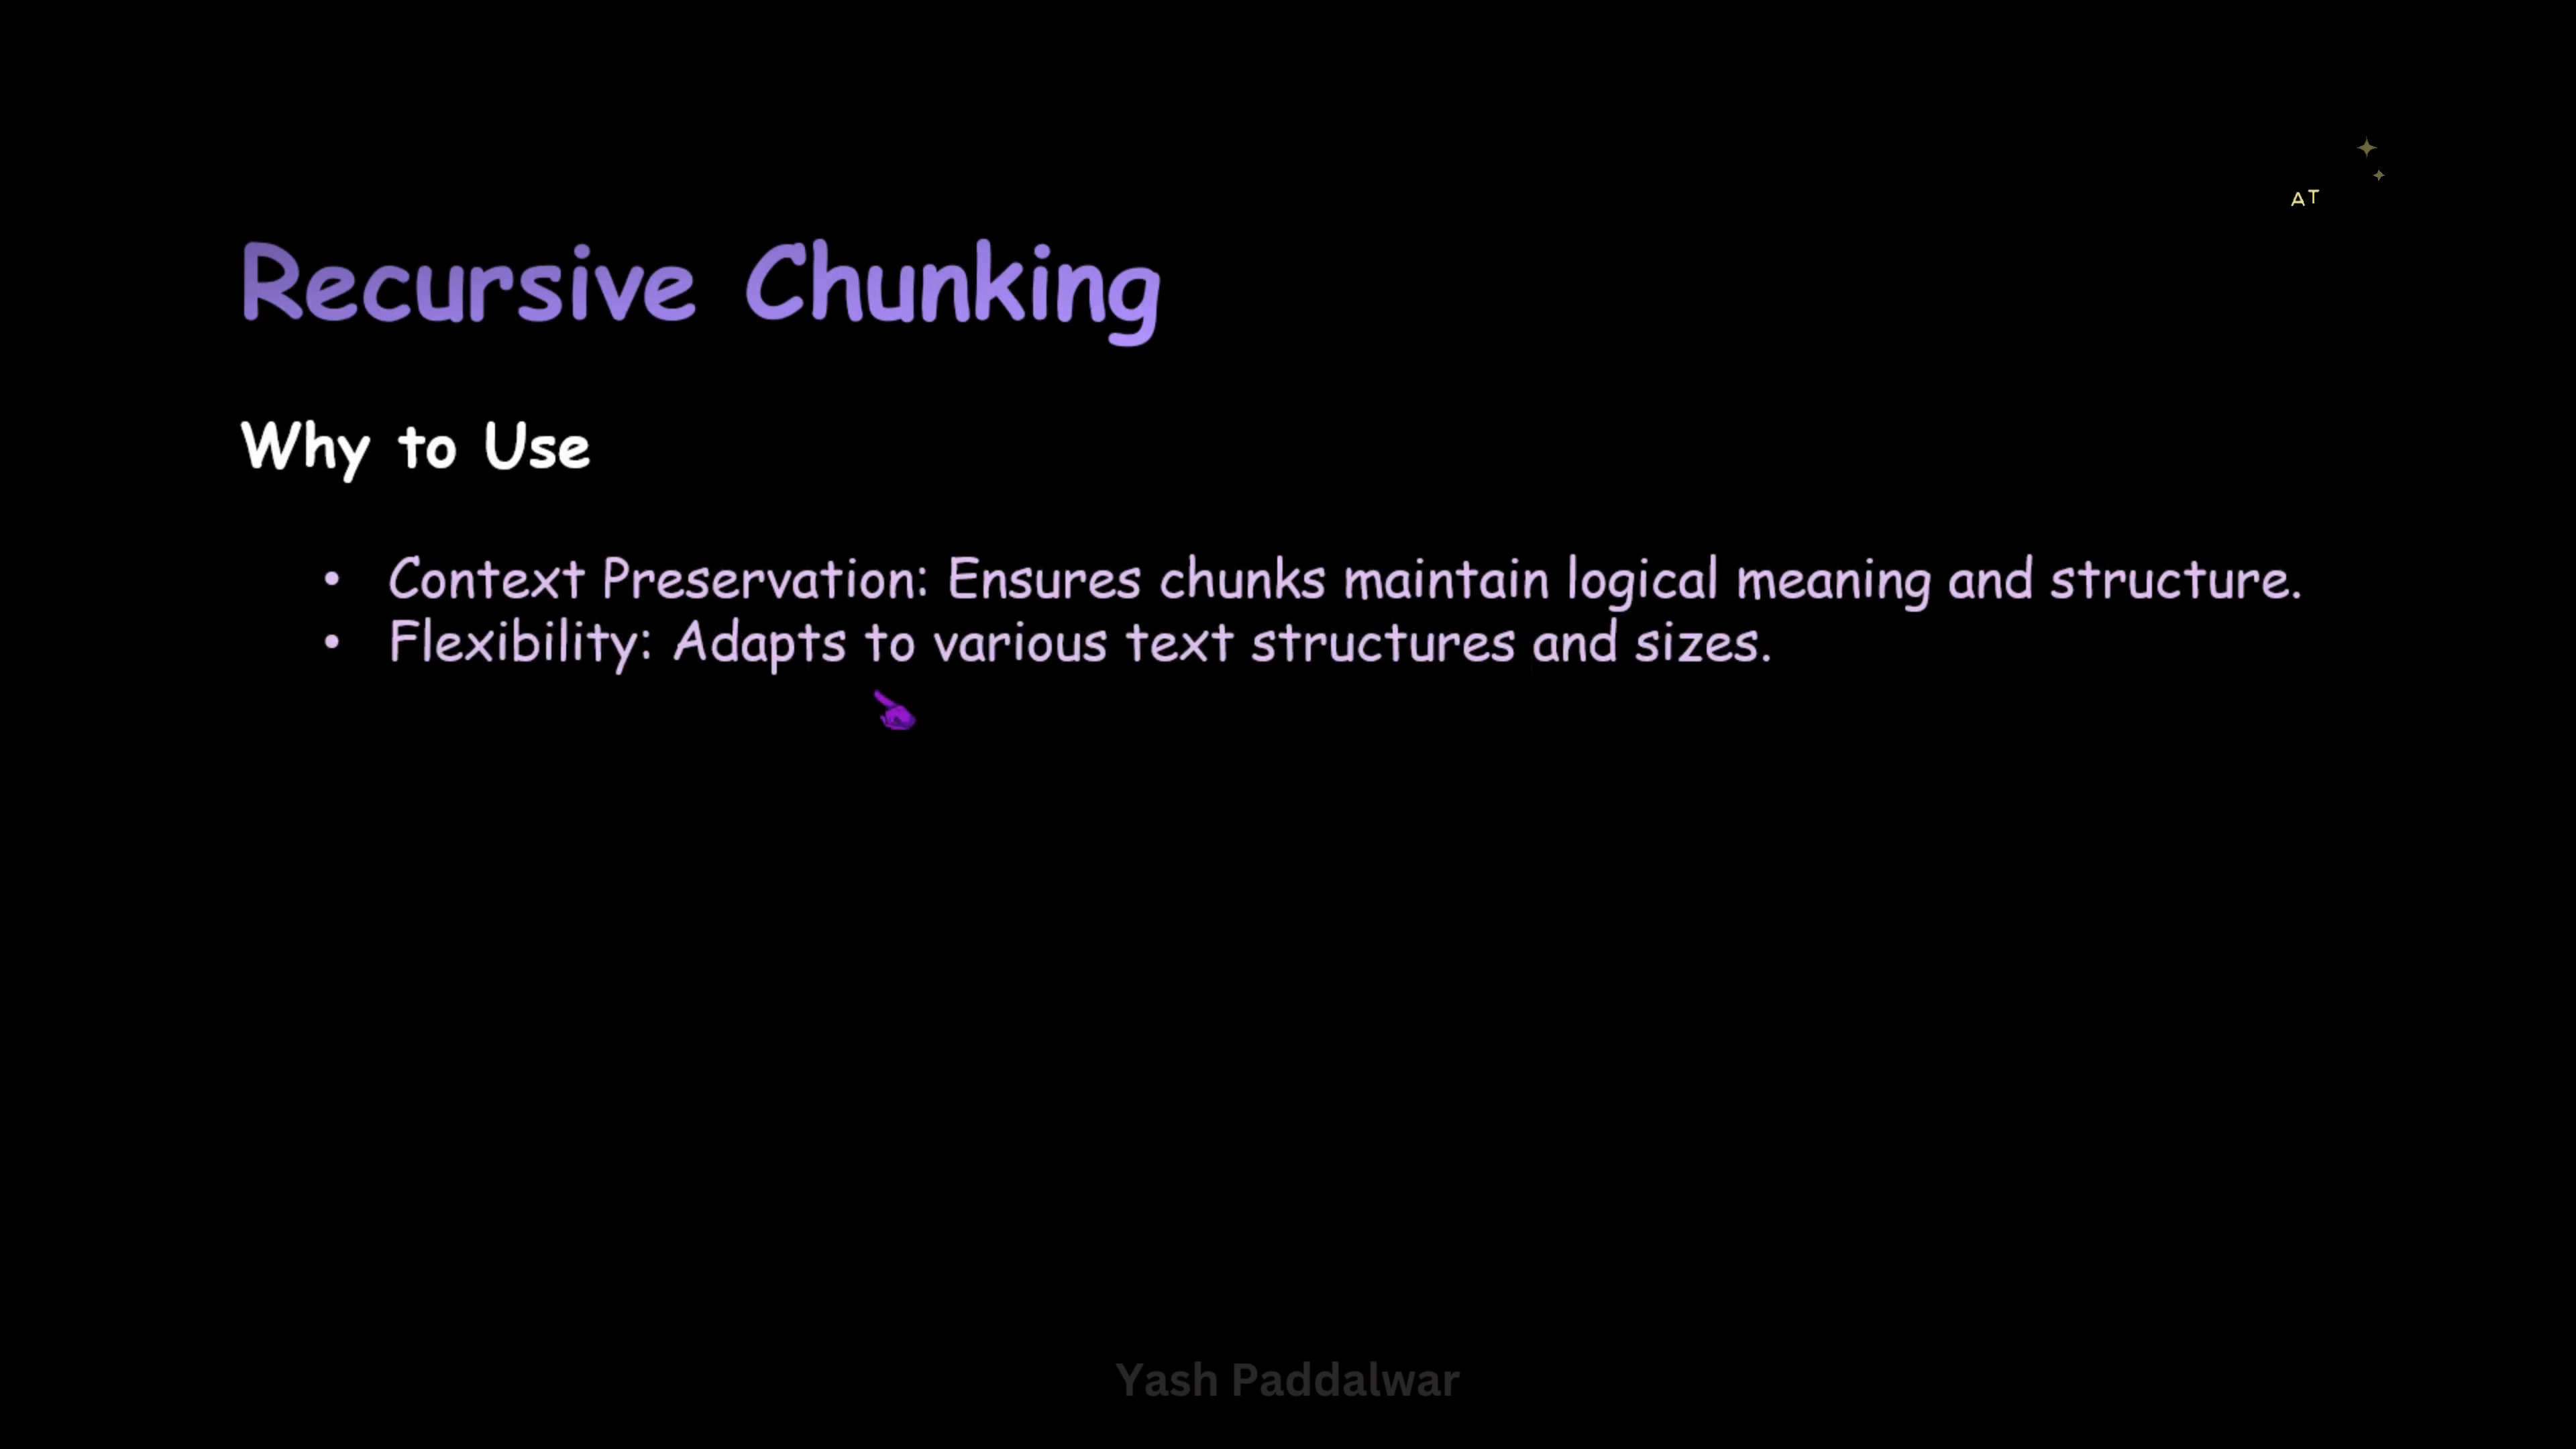 AT
Recursive Chunking
Why to Use
• Context Preservation: Ensures chunks maintain logical meaning and structure.
• Flexibility: Adapts to various text structures and sizes.
Yash Paddalwar